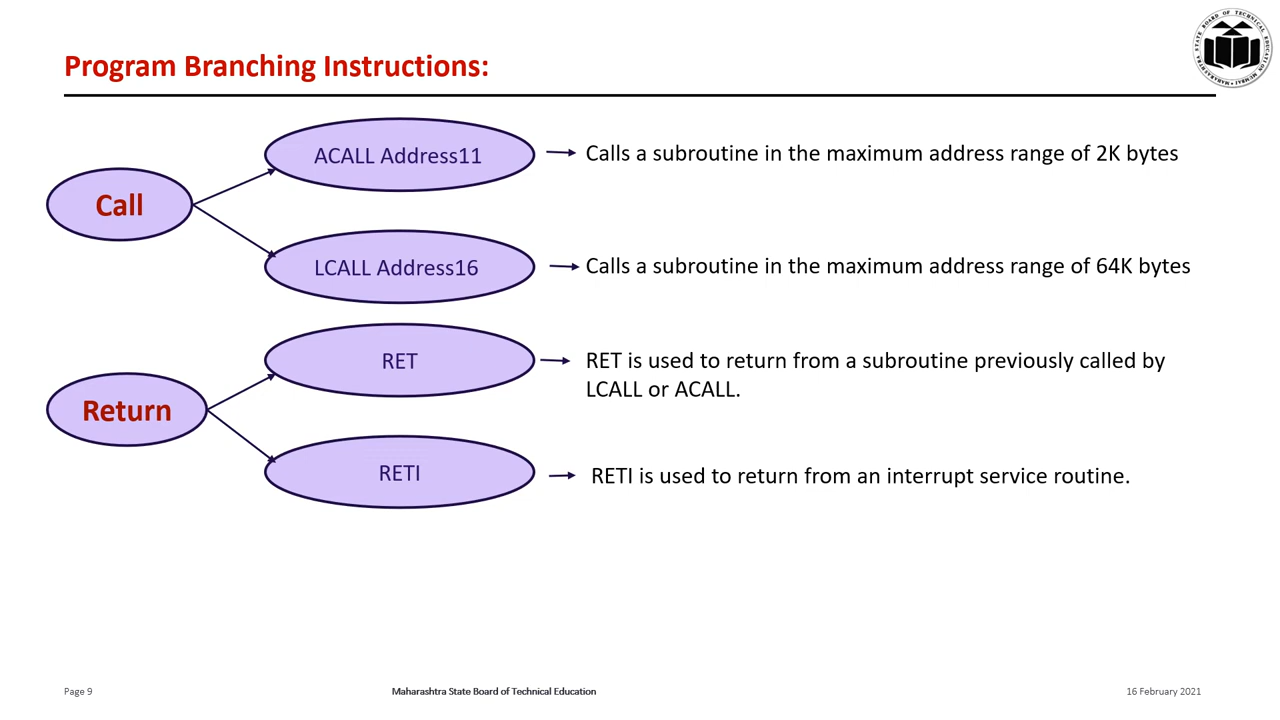 Program Branching Instructions:
Call
ACALL Address11
Calls a subroutine in the maximum address range of 2K bytes
LCALL Address16
Calls a subroutine in the maximum address range of 64K bytes
Return
RET
RET is used to return from a subroutine previously called by
LCALL or ACALL.
RETI
RETI is used to return from an interrupt service routine.
Page 9
Maharashtra State Board of Technical Education
16 February 2021